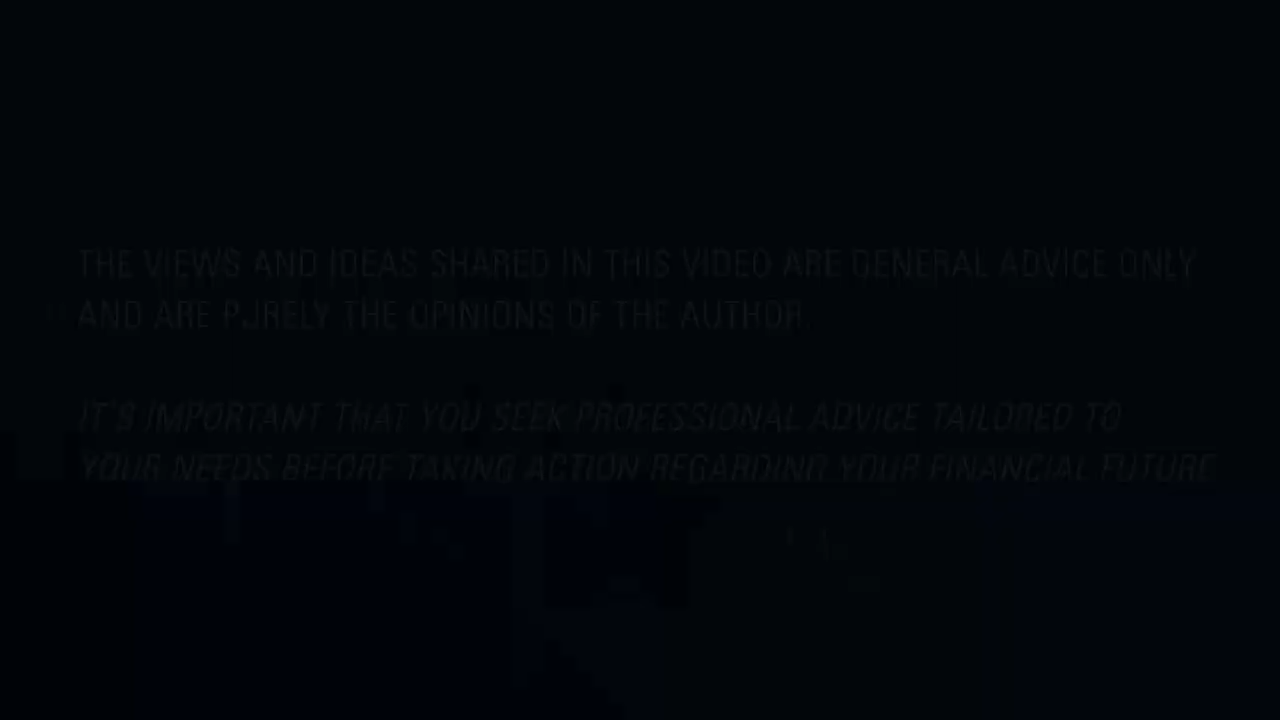 THE VIEWS AND IDEAS SHARED IN THIS VIDEO ARE GENERAL ADVICE ONLY
AND ARE PURELY THE OPINIONS OF THE AUTHOR.
IT'S IMPORTANT THAT YOU SEEK PROFESSIONAL ADVICE TAILORED TO
YOUR NEEDS BEFORE TAKING ACTION REGARDING YOUR FINANCIAL FUTURE